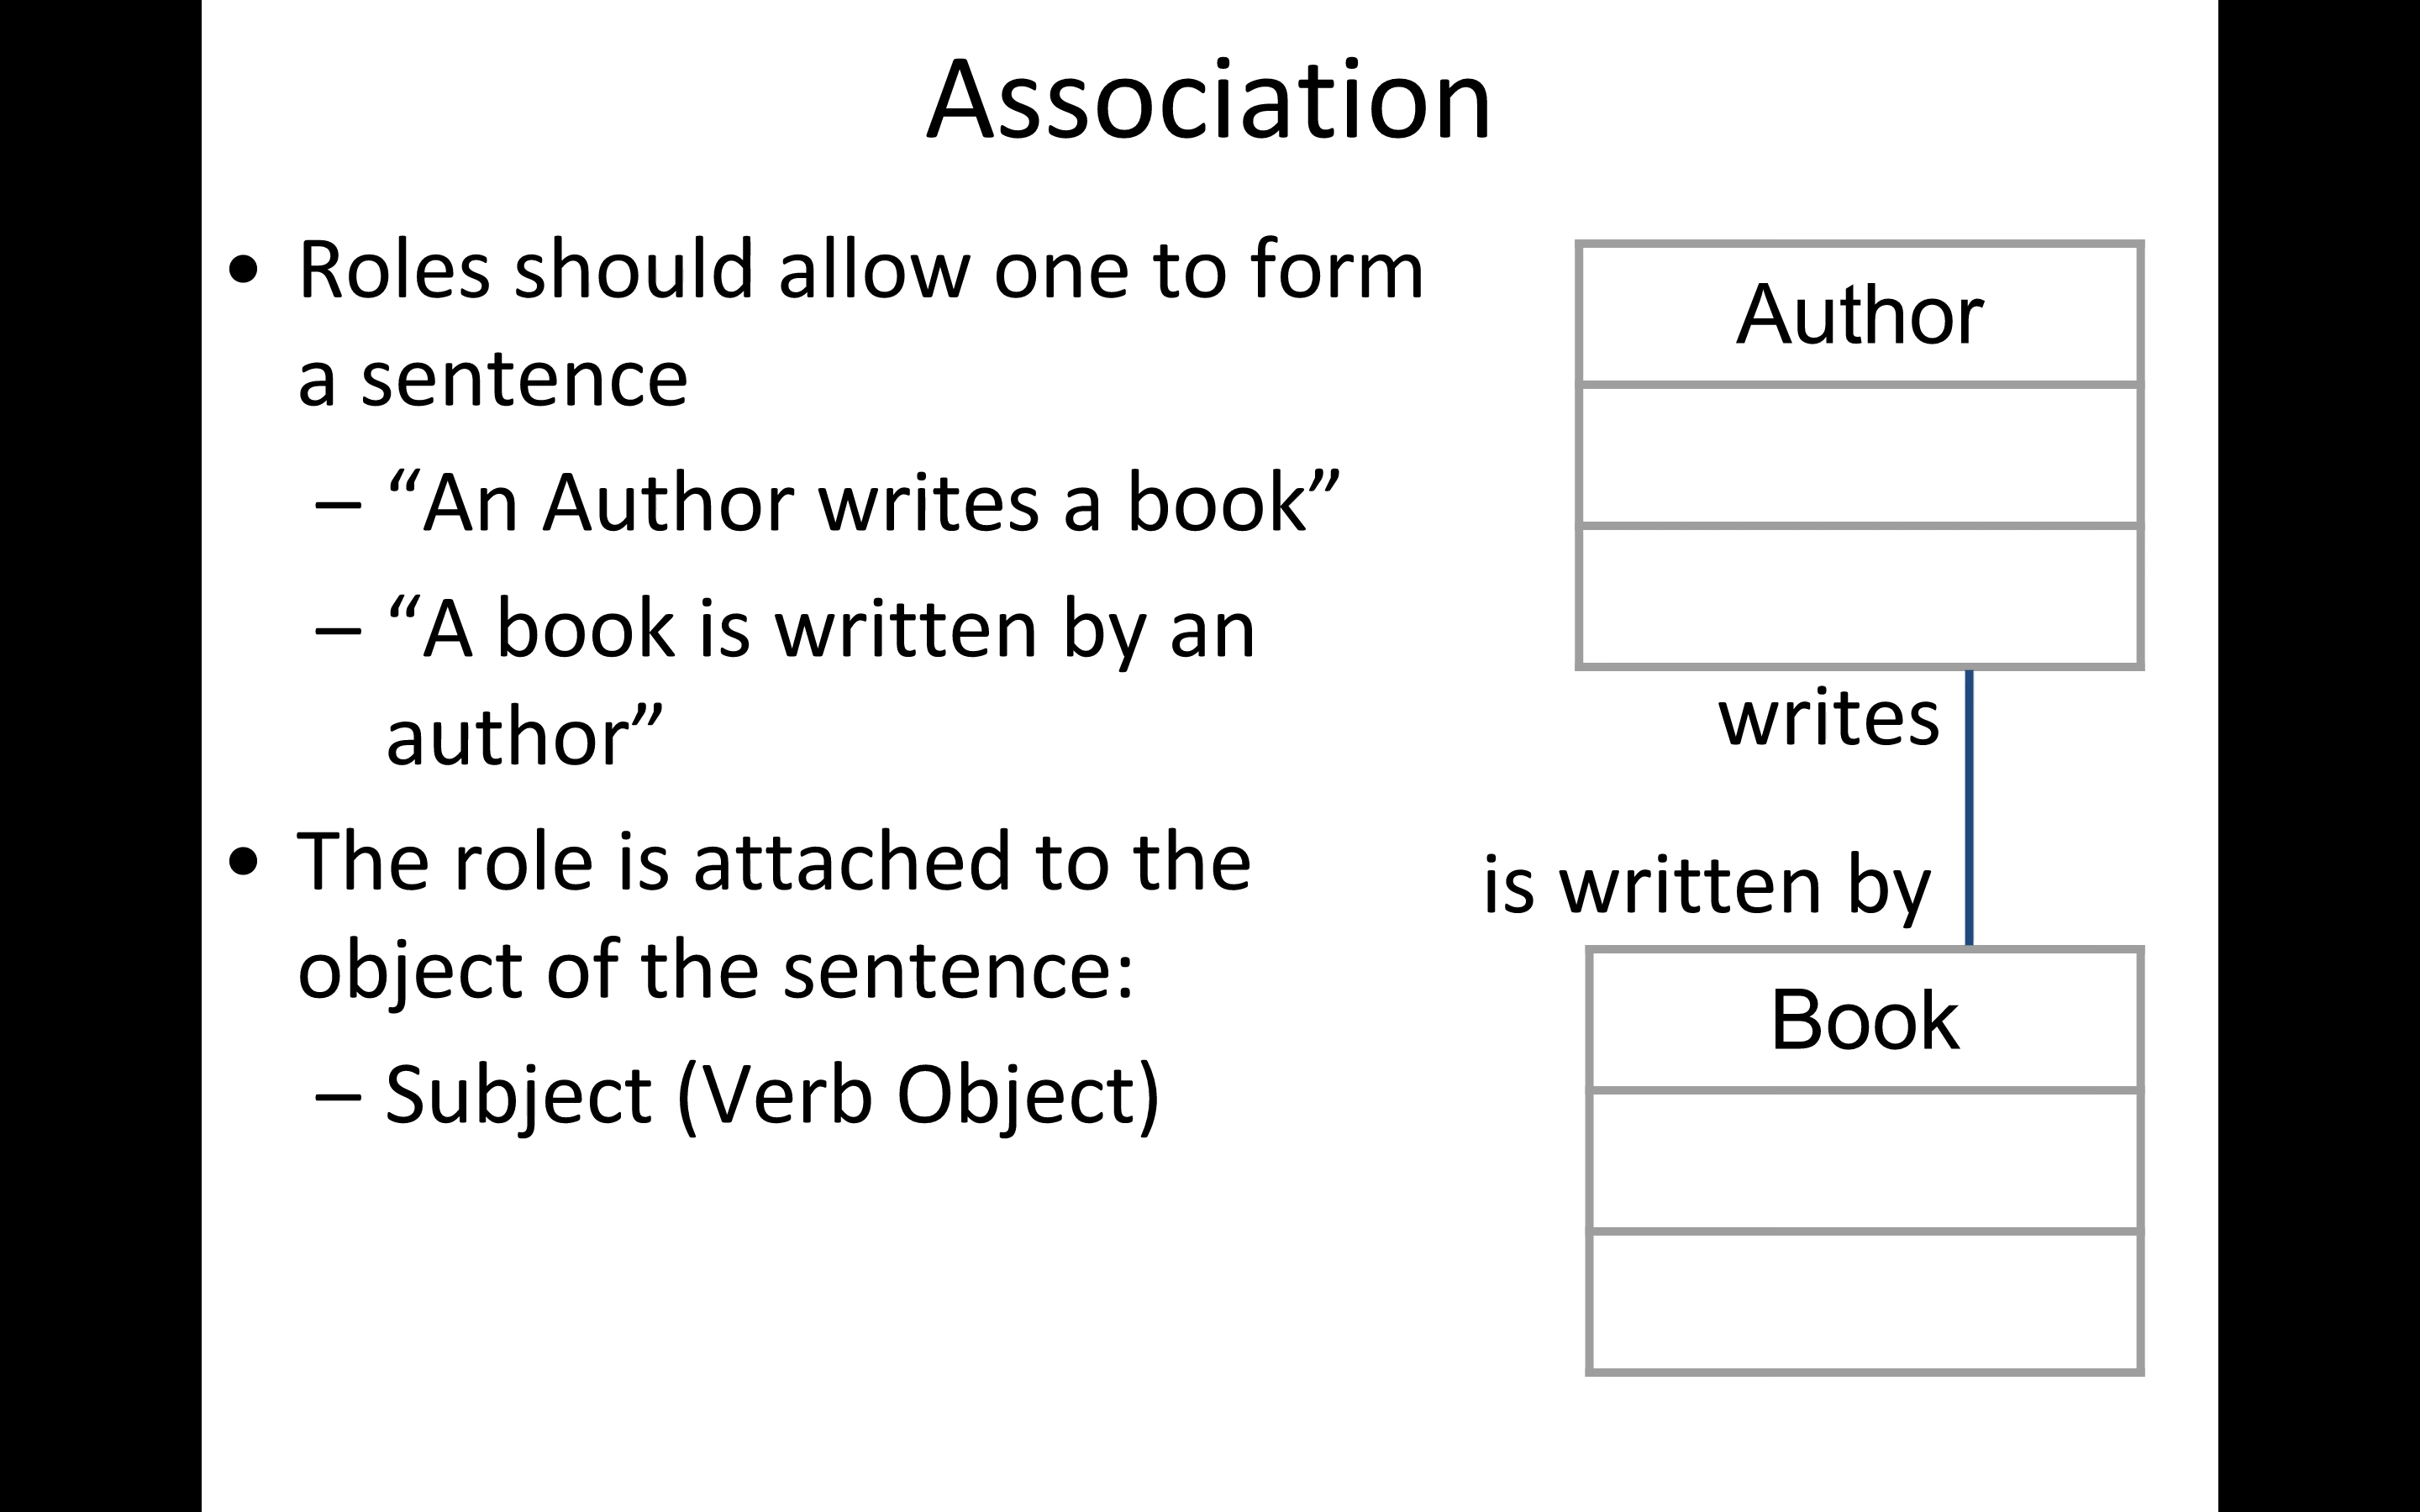 Association
• Roles should allow one to form
a sentence
– “An Author writes a book”
– “A book is written by an
author”
• The role is attached to the
object of the sentence:
– Subject (Verb Object)
Author
writes
is written by
Book